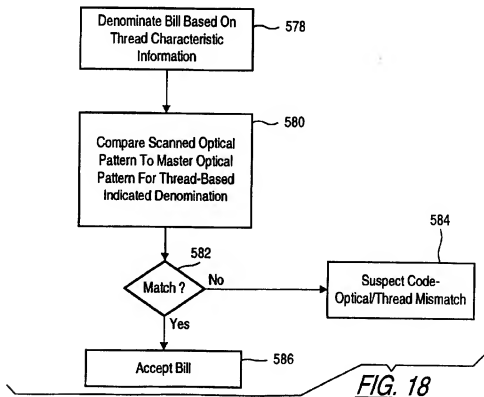 Denominate Bill Based On
Thread Characteristic
Information
578
Compare Scanned Optical
Pattern To Master Optical
Pattern For Thread-Based
Indicated Denomination
580
Match ?
582
No
Yes
Suspect Code-
Optical/Thread Mismatch
584
Accept Bill
586
FIG. 18